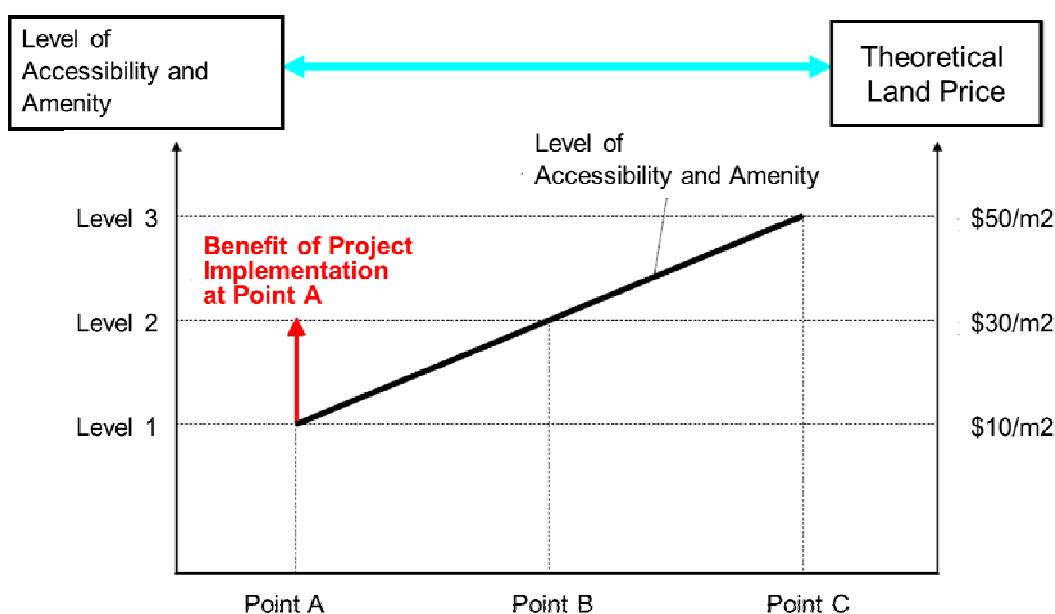 Level of
Accessibility and
Amenity
Theoretical
Land Price
Level of
Accessibility and Amenity
Level 3
$50/m2
Benefit of Project
Implementation
at Point A
Level 2
$30/m2
Level 1
$10/m2
Point A
Point B
Point C